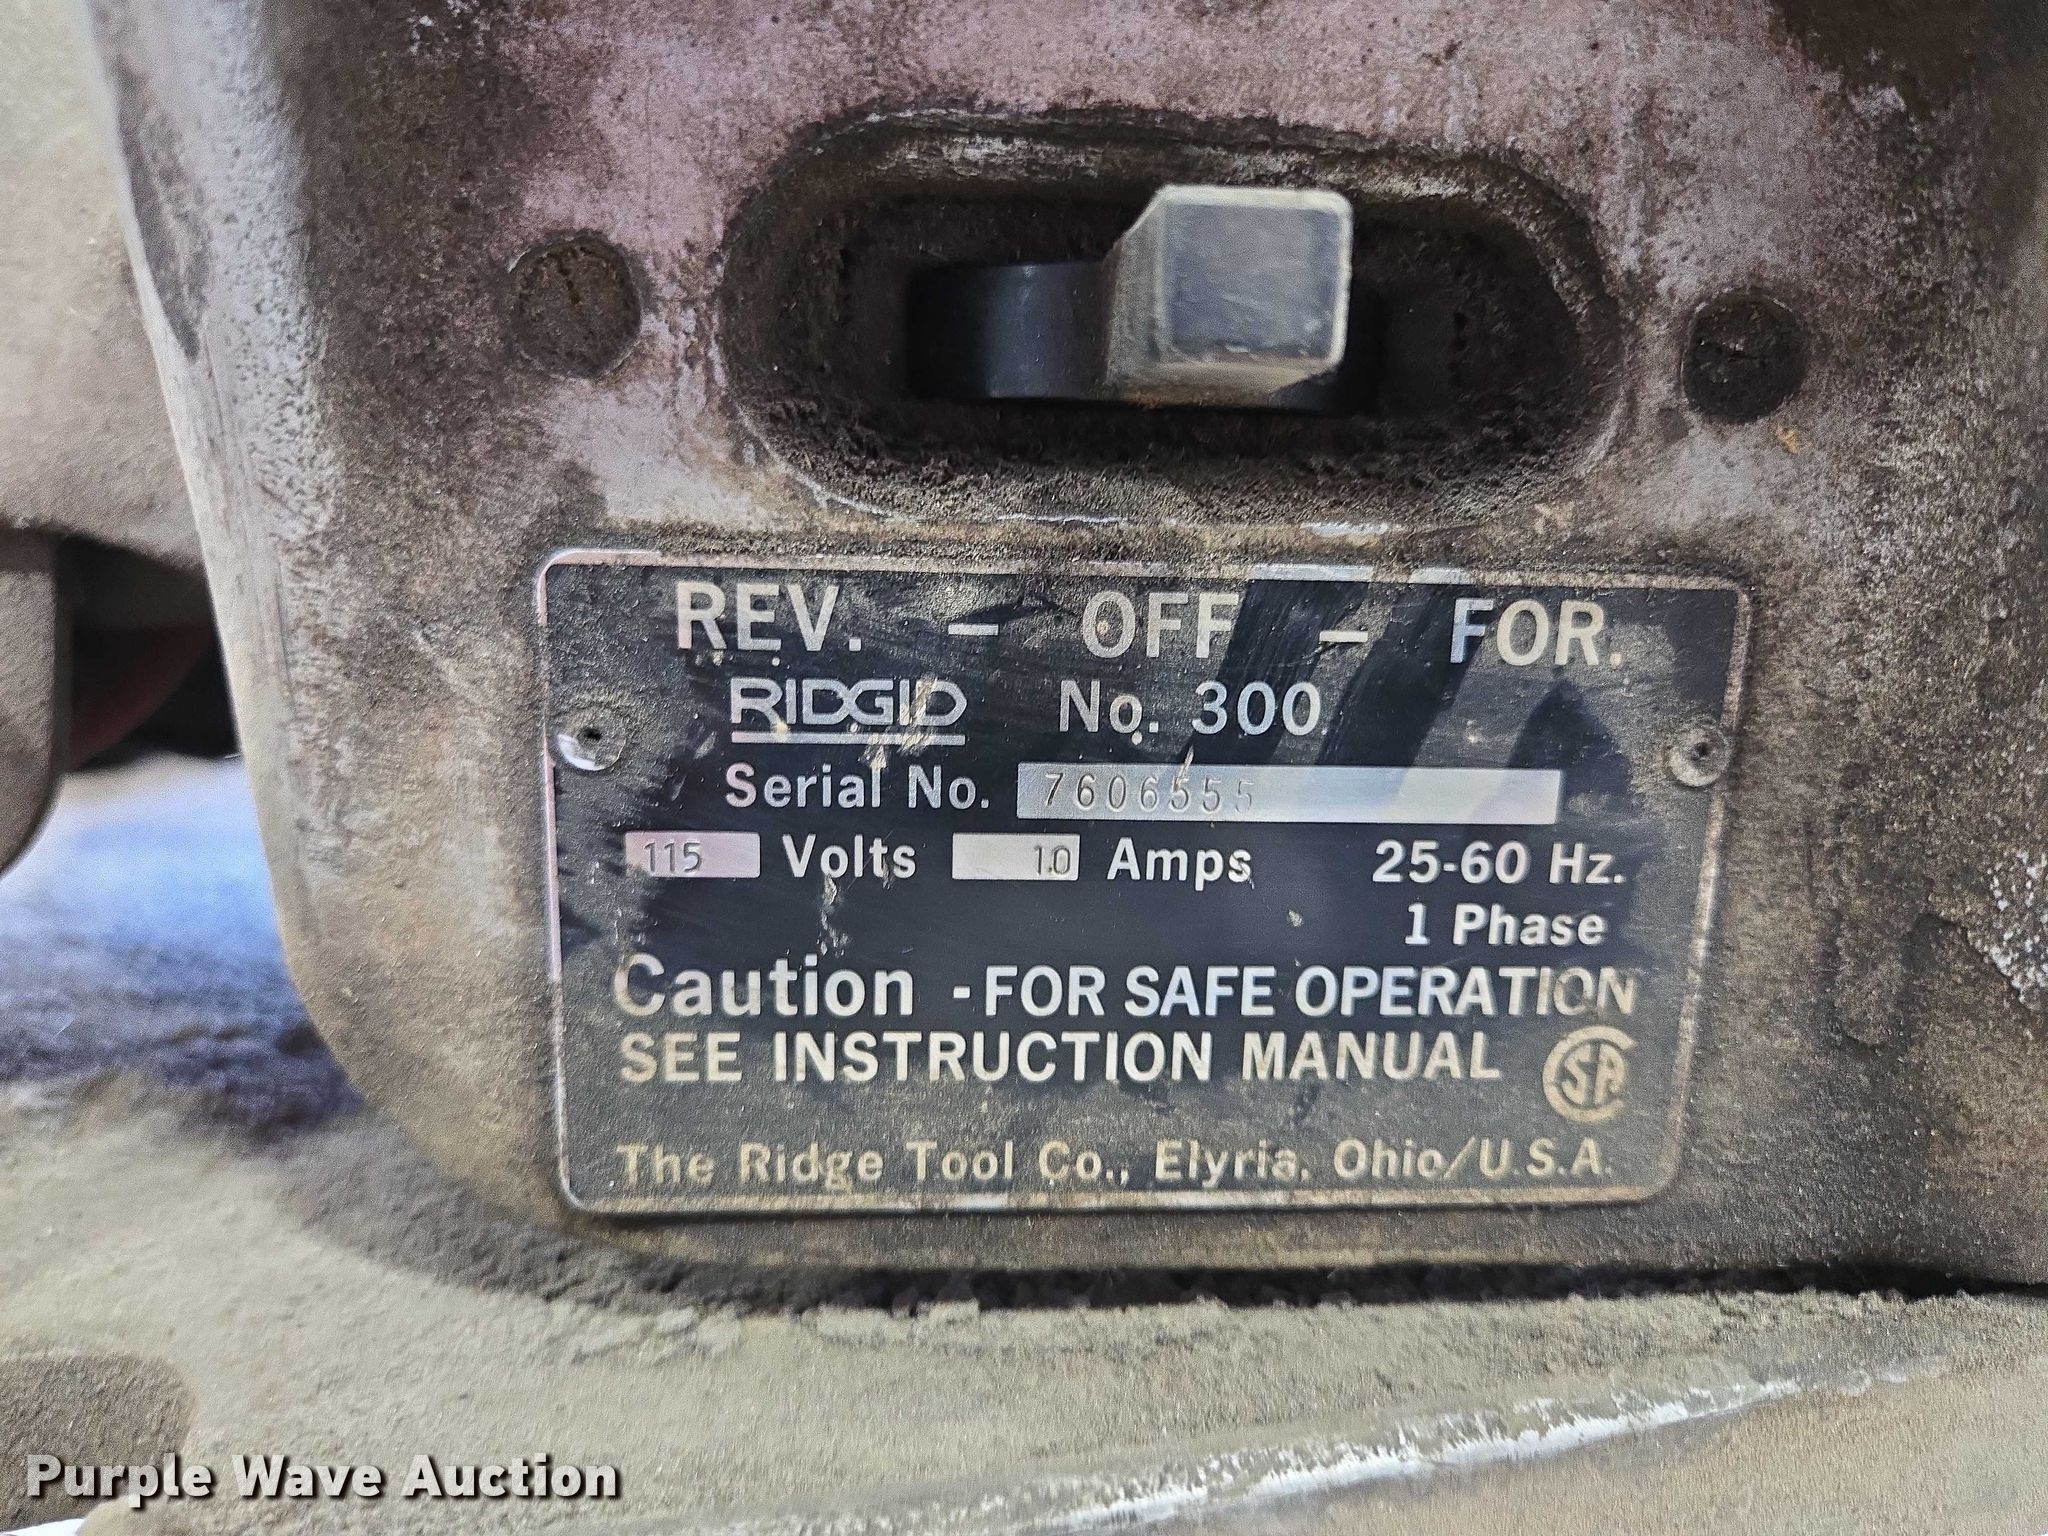 REV. – OFF – FOR.
RIDGID No. 300
Serial No. 7606555
115 Volts 10 Amps 25-60 Hz.
1 Phase
Caution - FOR SAFE OPERATION
SEE INSTRUCTION MANUAL
CSA
The Ridge Tool Co., Elyria, Ohio/U.S.A.
Purple Wave Auction